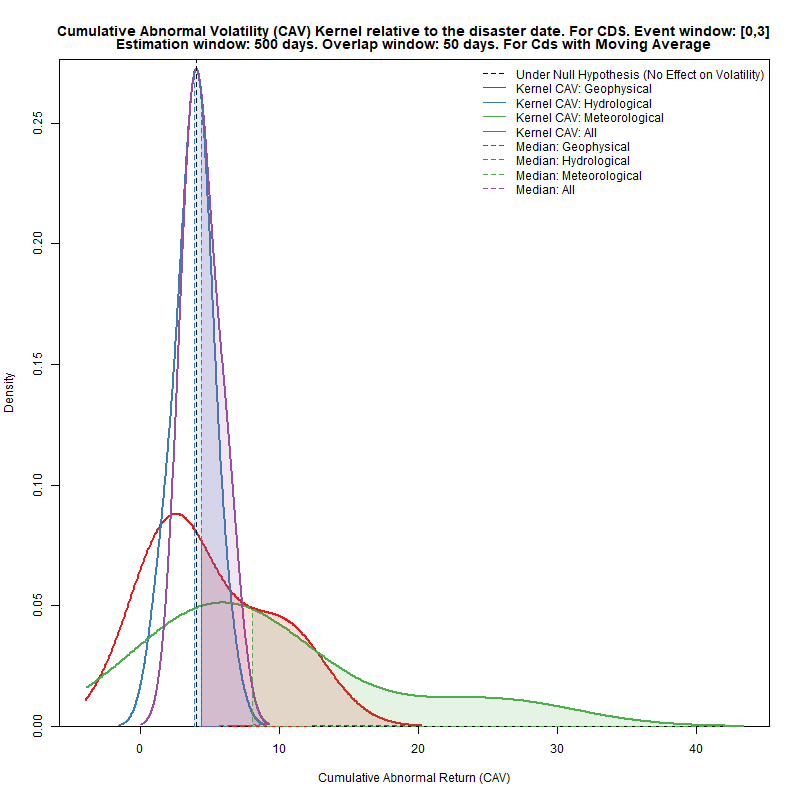 Cumulative Abnormal Volatility (CAV) Kernel relative to the disaster date. For CDS. Event window: [0,3]
Estimation window: 500 days. Overlap window: 50 days. For Cds with Moving Average
Under Null Hypothesis (No Effect on Volatility)
Kernel CAV: Geophysical
Kernel CAV: Hydrological
Kernel CAV: Meteorological
Kernel CAV: All
Median: Geophysical
Median: Hydrological
Median: Meteorological
Median: All
Density
0.25
0.20
0.15
0.10
0.05
0.00
0 10 20 30 40
Cumulative Abnormal Return (CAV)